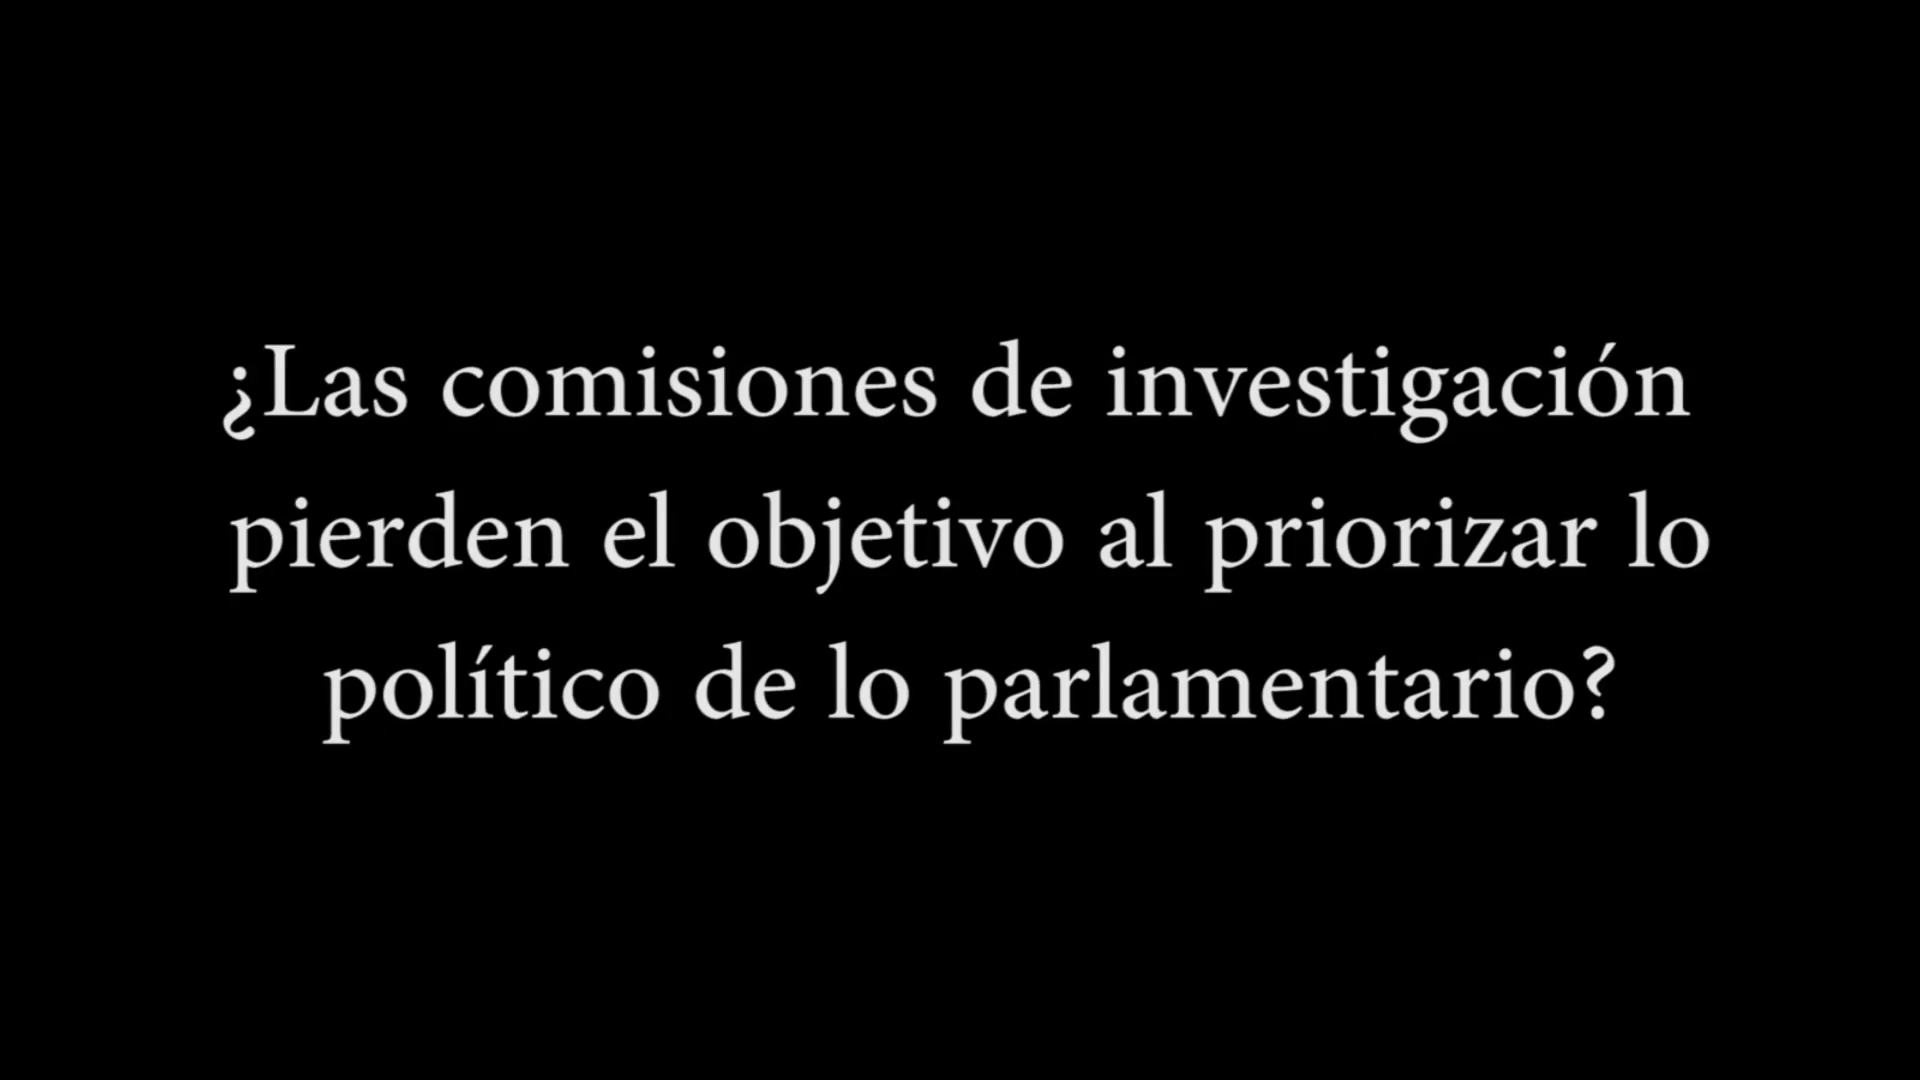 ¿Las comisiones de investigación
pierden el objetivo al priorizar lo
político de lo parlamentario?